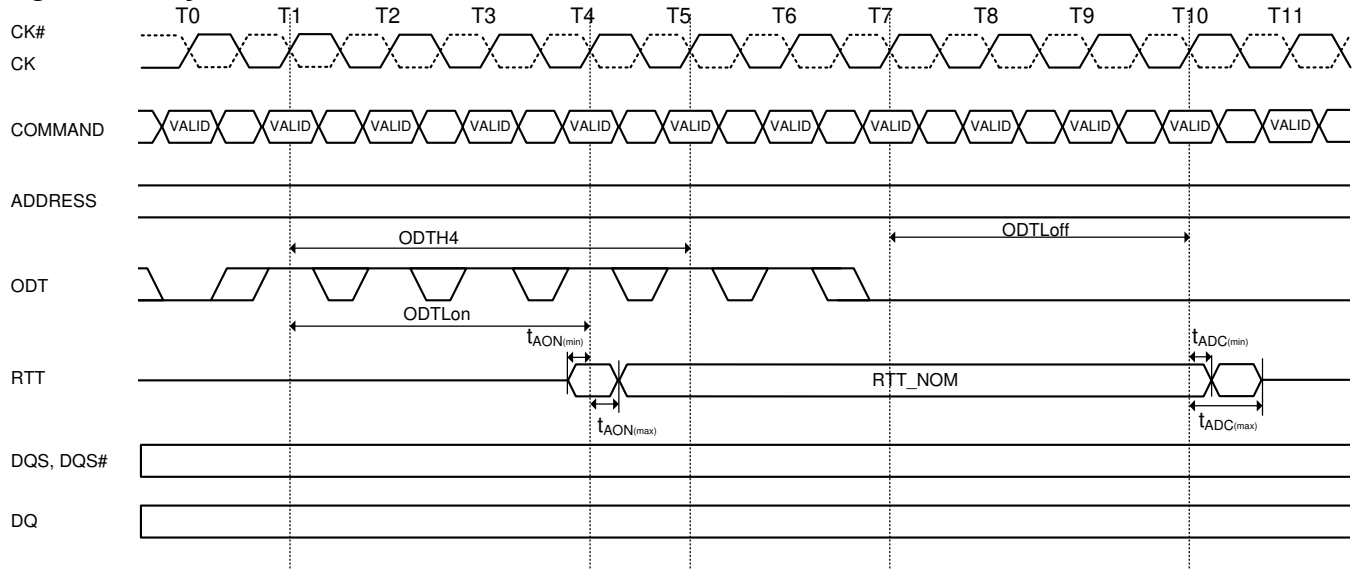 T0 T1 T2 T3 T4 T5 T6 T7 T8 T9 T10 T11
CK#
CK
COMMAND VALID VALID VALID VALID VALID VALID VALID VALID VALID VALID VALID VALID
ADDRESS
ODTH4 ODTLoff
ODT
ODTLon
tAON(min) tADC(min)
RTT RTT_NOM
tAON(max) tADC(max)
DQS, DQS#
DQ